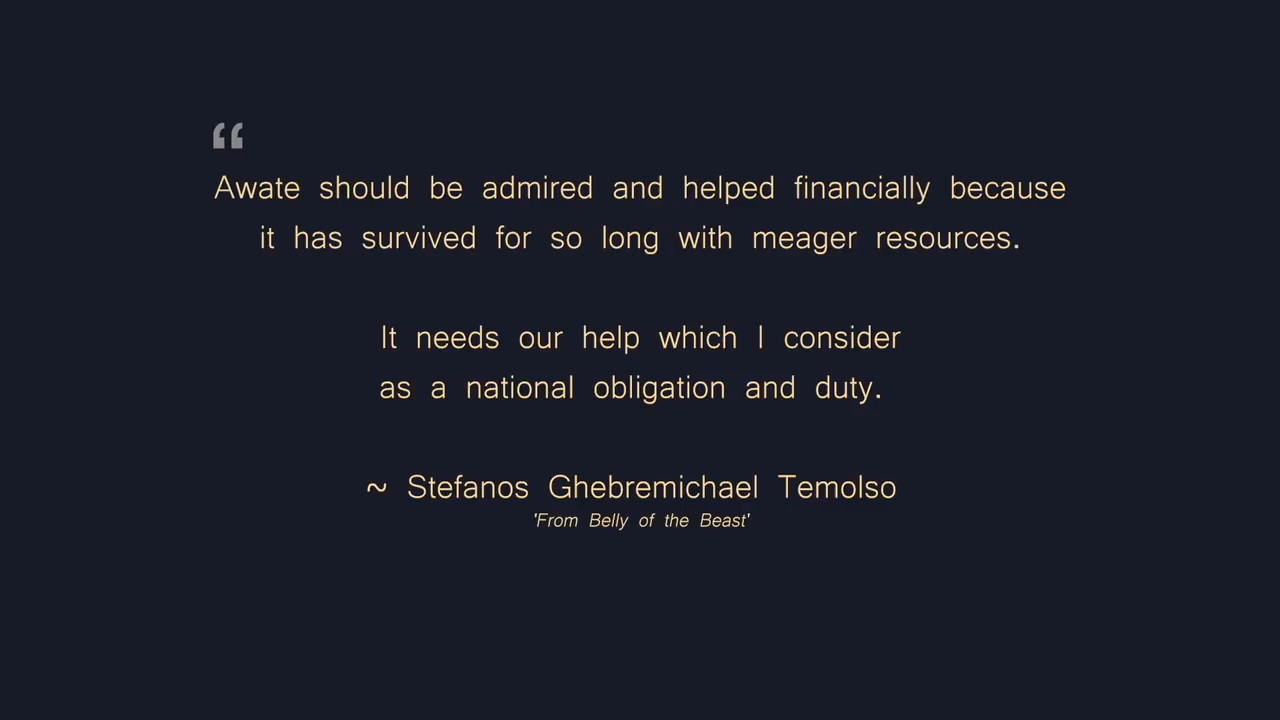 “
Awate should be admired and helped financially because
it has survived for so long with meager resources.
It needs our help which I consider
as a national obligation and duty.
~ Stefanos Ghebremichael Temolso
'From Belly of the Beast'